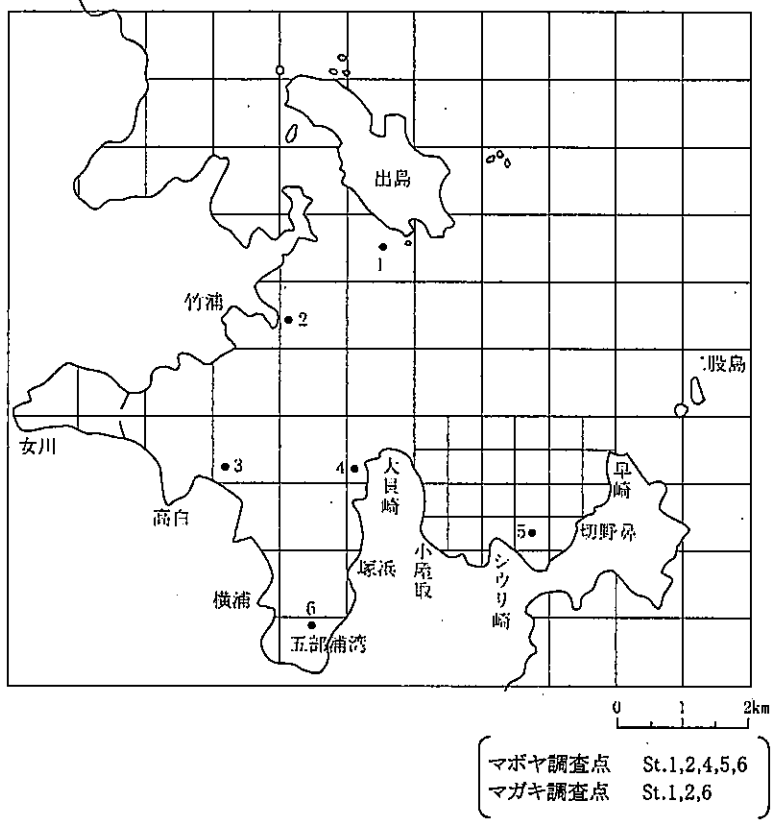 出島
1
竹浦
2
股島
女川
3
4
大貝崎
早崎
高白
5
切野鼻
塚浜
小屋取
シウリ崎
横浦
6
五部浦湾
0 1 2km
マボヤ調査点 St.1,2,4,5,6
マガキ調査点 St.1,2,6